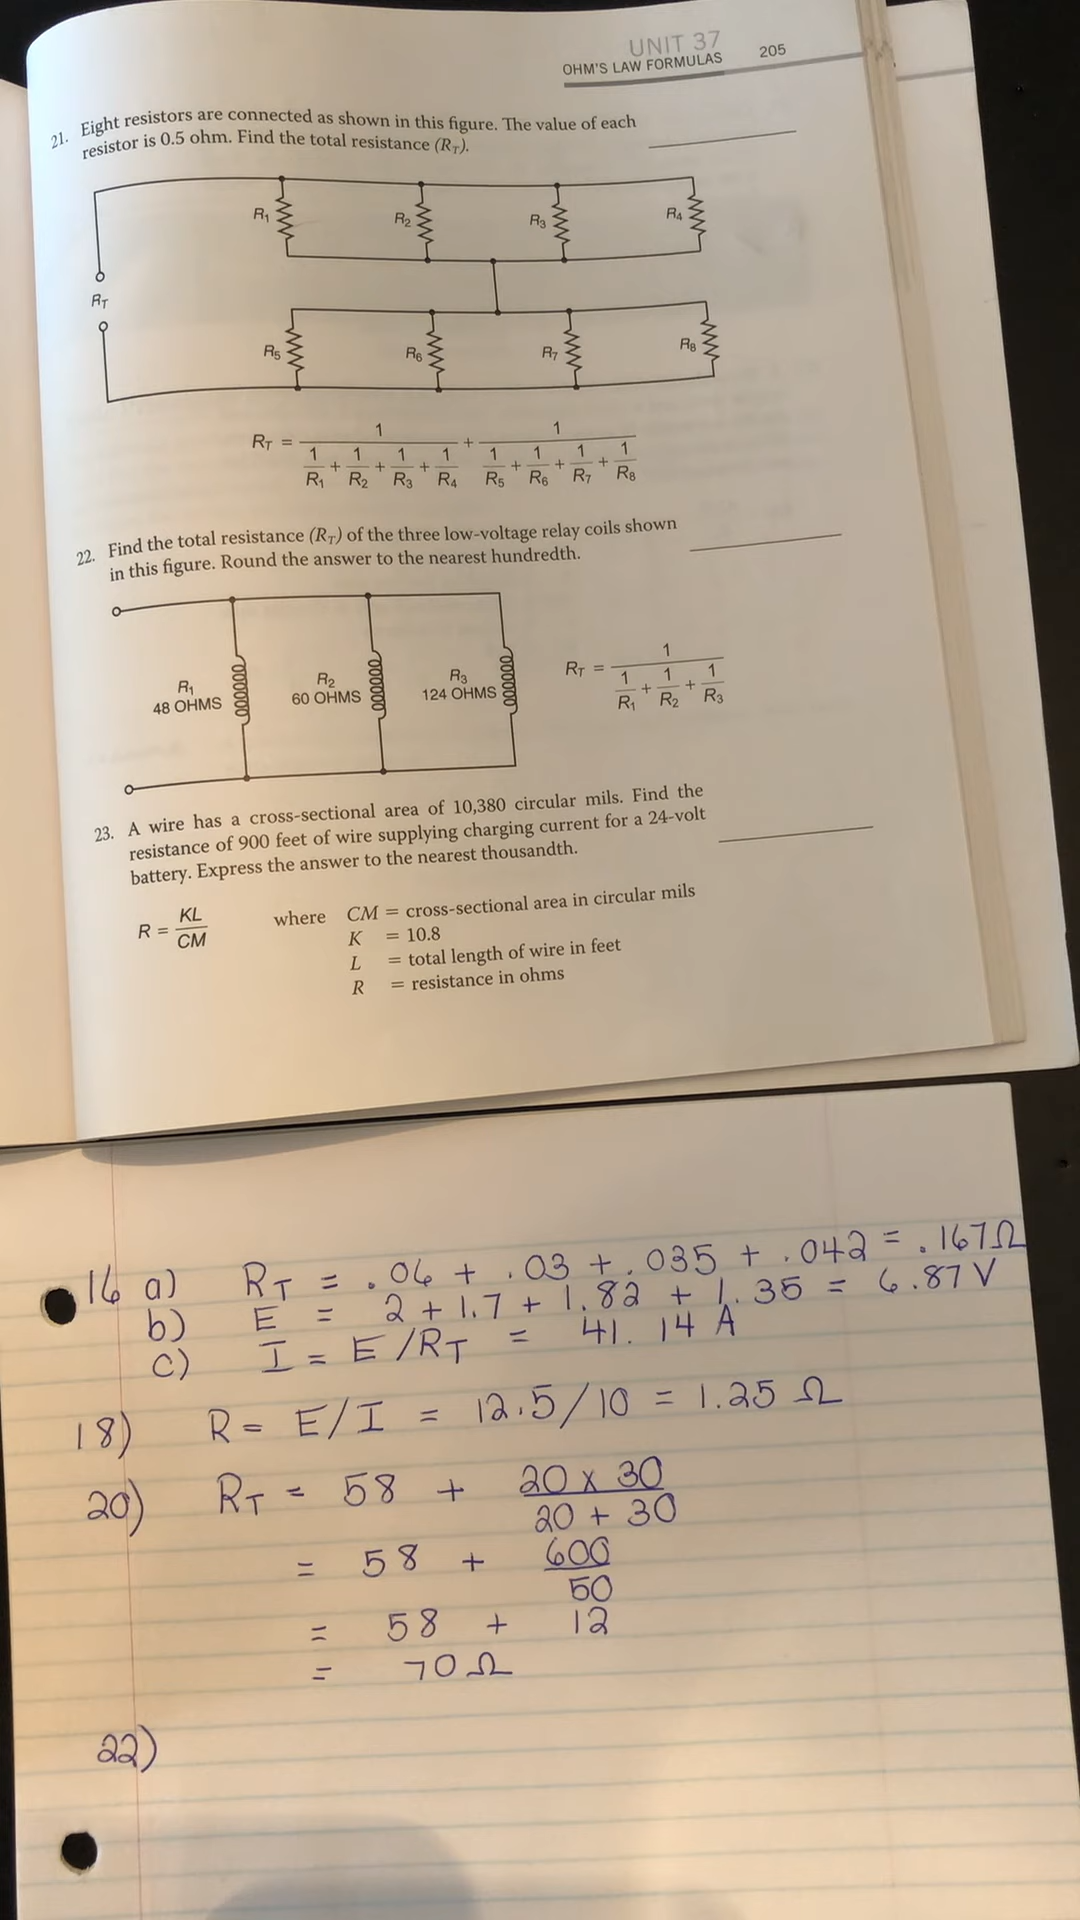 UNIT 37
OHM'S LAW FORMULAS 205
21. Eight resistors are connected as shown in this figure. The value of each
resistor is 0.5 ohm. Find the total resistance (R_T).
R₁ R₂ R₃ R₄
R_T
R₅ R₆ R₇ R₈
R_T = 1/(1/R₁ + 1/R₂ + 1/R₃ + 1/R₄) + 1/(1/R₅ + 1/R₆ + 1/R₇ + 1/R₈)
22. Find the total resistance (R_T) of the three low-voltage relay coils shown
in this figure. Round the answer to the nearest hundredth.
R₁
48 OHMS
R₂
60 OHMS
R₃
124 OHMS
R_T = 1/(1/R₁ + 1/R₂ + 1/R₃)
23. A wire has a cross-sectional area of 10,380 circular mils. Find the
resistance of 900 feet of wire supplying charging current for a 24-volt
battery. Express the answer to the nearest thousandth.
R = KL/CM
where CM = cross-sectional area in circular mils
K = 10.8
L = total length of wire in feet
R = resistance in ohms
16 a) R_T = .06 + .03 + .035 + .042 = .167Ω
b) E = 2 + 1.7 + 1.82 + 1.35 = 6.87 V
c) I = E/R_T = 41.14 A
18) R = E/I = 12.5/10 = 1.25 Ω
20) R_T = 58 + 20 x 30/20 + 30
= 58 + 600/50
= 58 + 12
= 70Ω
22)